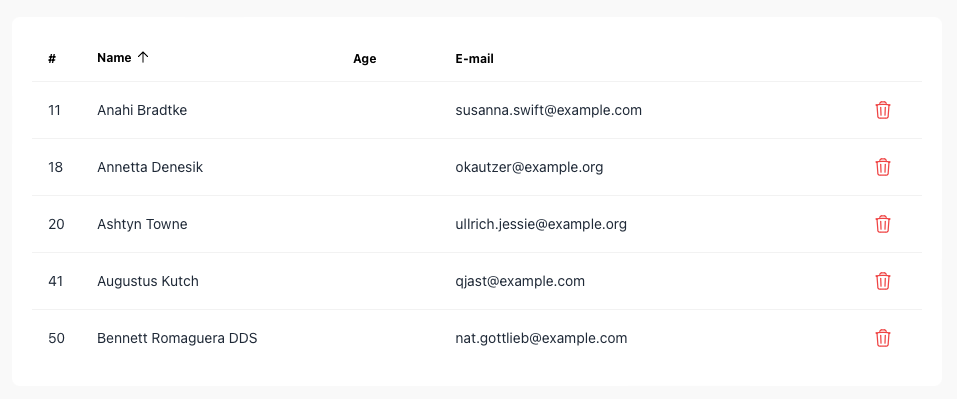 # Name Age E-mail
11 Anahi Bradtke susanna.swift@example.com
18 Annetta Denesik okautzer@example.org
20 Ashtyn Towne ullrich.jessie@example.org
41 Augustus Kutch qjast@example.com
50 Bennett Romaguera DDS nat.gottlieb@example.com